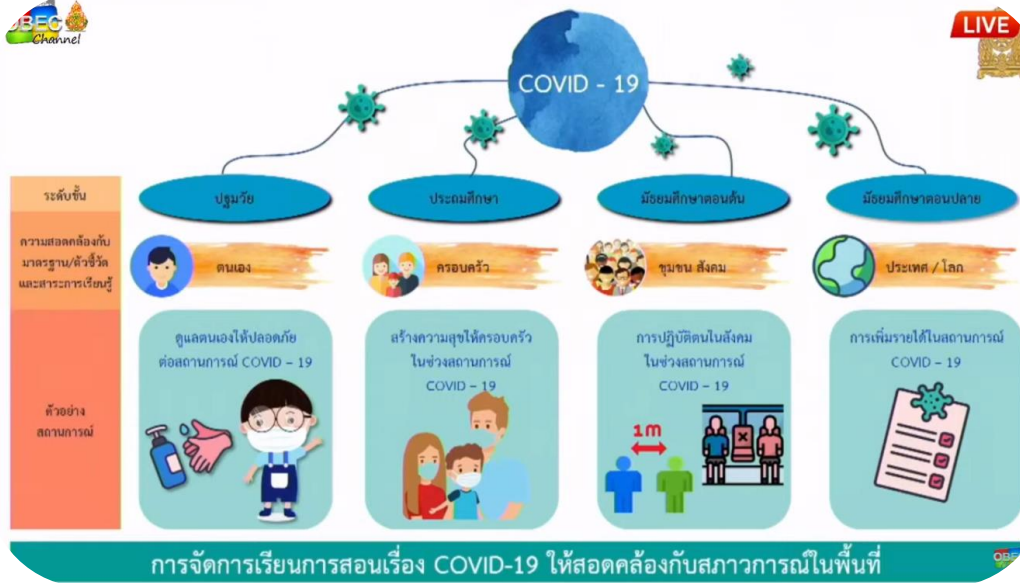 OBEC
Channel
LIVE
COVID - 19
ระดับชั้น
ปฐมวัย
ประถมศึกษา
มัธยมศึกษาตอนต้น
มัธยมศึกษาตอนปลาย
ความสอดคล้องกับ
มาตรฐาน/ตัวชี้วัด
และสาระการเรียนรู้
ตนเอง
ครอบครัว
ชุมชน สังคม
ประเทศ / โลก
ตัวอย่าง
สถานการณ์
ดูแลตนเองให้ปลอดภัย
ต่อสถานการณ์ COVID – 19
สร้างความสุขให้ครอบครัว
ในช่วงสถานการณ์
COVID – 19
การปฏิบัติตนในสังคม
ในช่วงสถานการณ์
COVID – 19
1m
การเพิ่มรายได้ในสถานการณ์
COVID – 19
การจัดการเรียนการสอนเรื่อง COVID-19 ให้สอดคล้องกับสภาวการณ์ในพื้นที่
OBEC